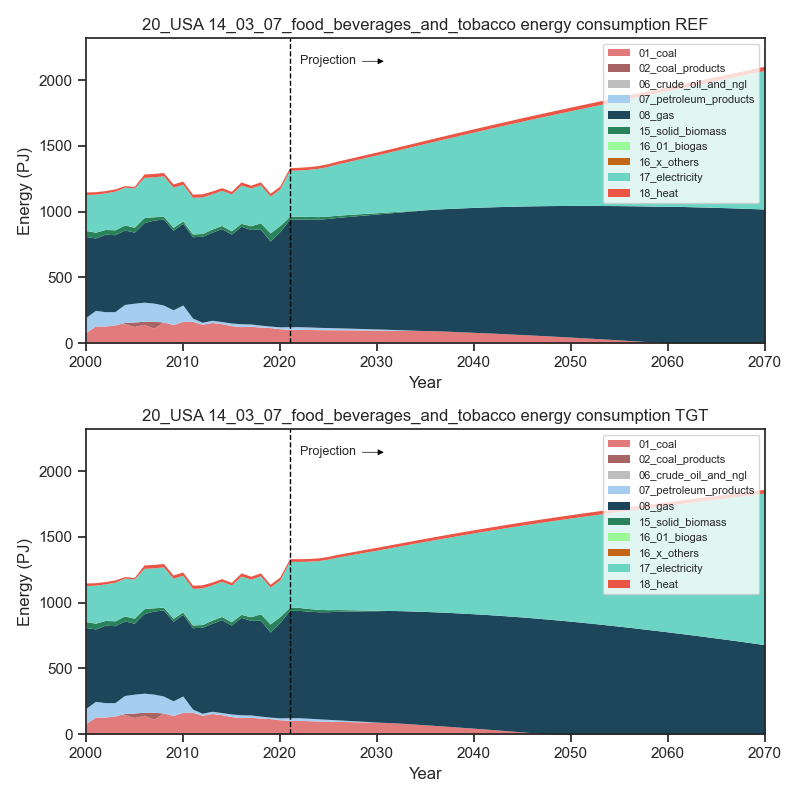 20_USA 14_03_07_food_beverages_and_tobacco energy consumption REF
Projection
01_coal
02_coal_products
06_crude_oil_and_ngl
07_petroleum_products
08_gas
15_solid_biomass
16_01_biogas
16_x_others
17_electricity
18_heat
Energy (PJ)
2000
1500
1000
500
0
2000 2010 2020 2030 2040 2050 2060 2070
Year
20_USA 14_03_07_food_beverages_and_tobacco energy consumption TGT
Projection
01_coal
02_coal_products
06_crude_oil_and_ngl
07_petroleum_products
08_gas
15_solid_biomass
16_01_biogas
16_x_others
17_electricity
18_heat
Energy (PJ)
2000
1500
1000
500
0
2000 2010 2020 2030 2040 2050 2060 2070
Year